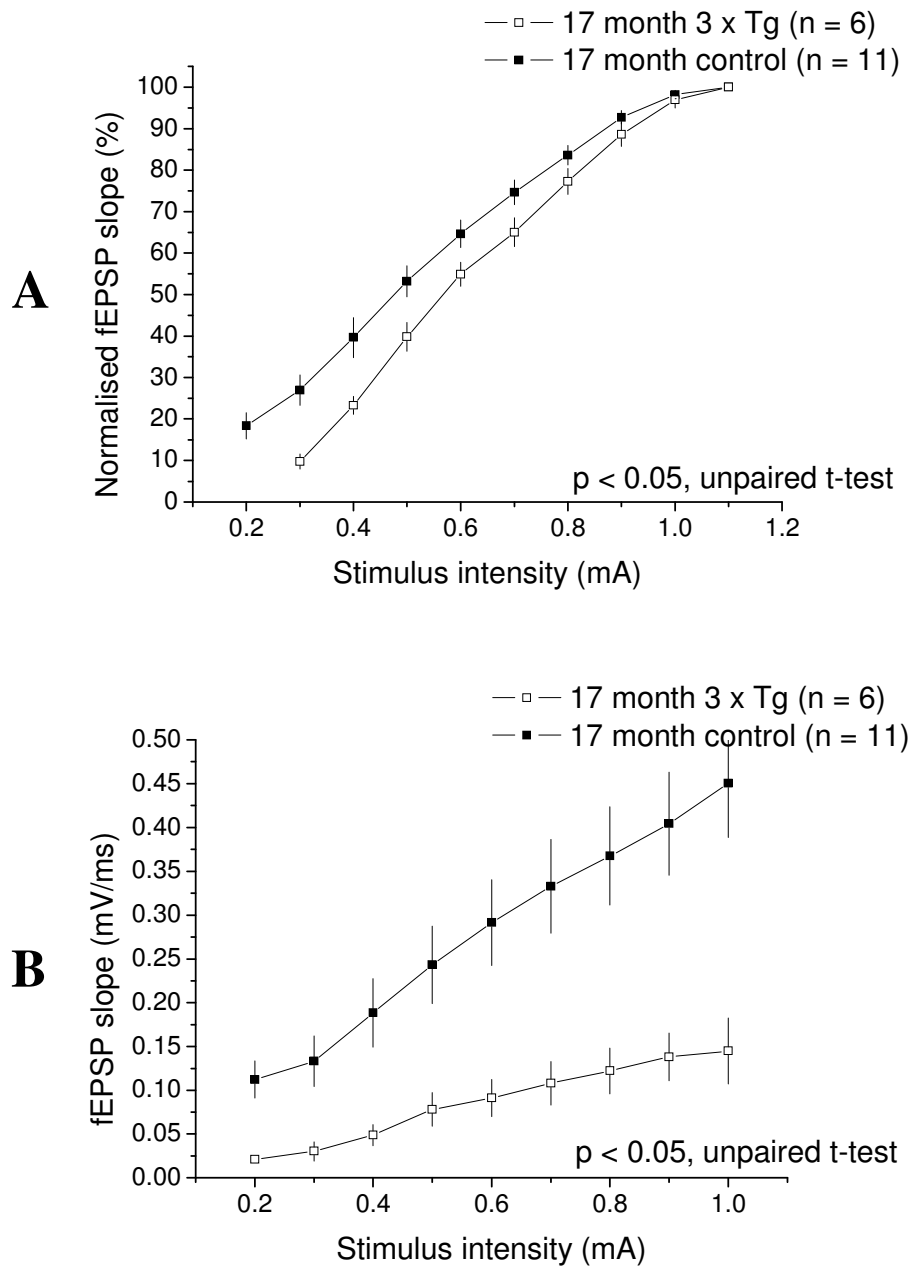 17 month 3 x Tg (n = 6)
17 month control (n = 11)
100
90
80
70
60
50
40
30
20
10
0
Normalised fEPSP slope (%)
A
p < 0.05, unpaired t-test
0.2 0.4 0.6 0.8 1.0 1.2
Stimulus intensity (mA)
17 month 3 x Tg (n = 6)
17 month control (n = 11)
0.50
0.45
0.40
0.35
0.30
0.25
0.20
0.15
0.10
0.05
0.00
fEPSP slope (mV/ms)
B
p < 0.05, unpaired t-test
0.2 0.4 0.6 0.8 1.0
Stimulus intensity (mA)